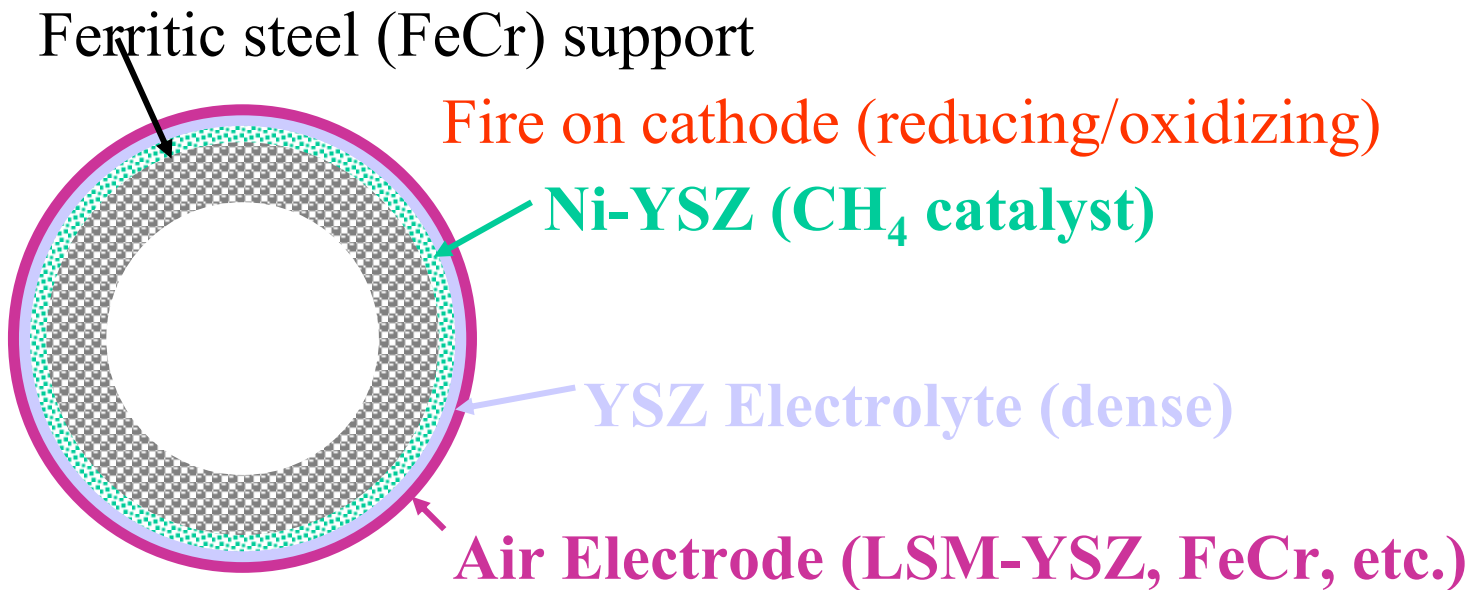 Ferritic steel (FeCr) support
Fire on cathode (reducing/oxidizing)
Ni-YSZ (CH₄ catalyst)
YSZ Electrolyte (dense)
Air Electrode (LSM-YSZ, FeCr, etc.)